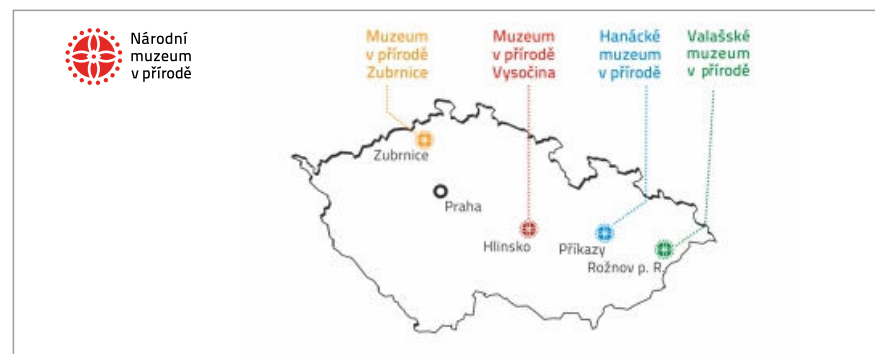 Národní
muzeum
v přírodě
Muzeum
v přírodě
Zubrnice
Muzeum
v přírodě
Vysočina
Hanácké
muzeum
v přírodě
Valašské
muzeum
v přírodě
Zubrnice
Praha
Hlinsko
Příkazy
Rožnov p. R.